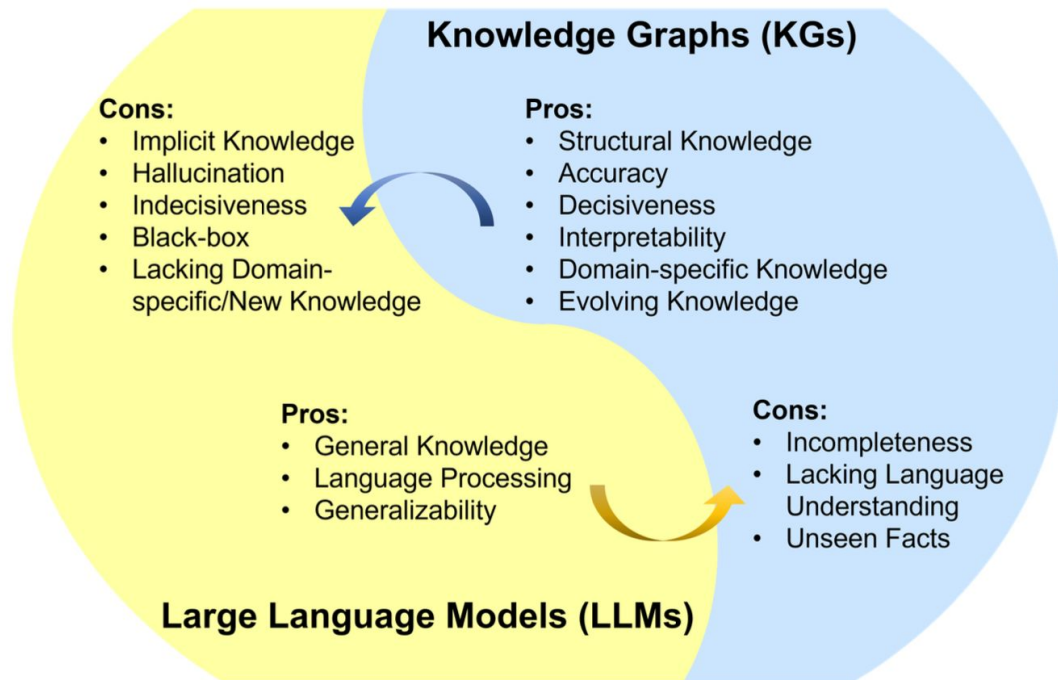 Knowledge Graphs (KGs)
Cons:
• Implicit Knowledge
• Hallucination
• Indecisiveness
• Black-box
• Lacking Domain-
specific/New Knowledge
Pros:
• Structural Knowledge
• Accuracy
• Decisiveness
• Interpretability
• Domain-specific Knowledge
• Evolving Knowledge
Pros:
• General Knowledge
• Language Processing
• Generalizability
Cons:
• Incompleteness
• Lacking Language
Understanding
• Unseen Facts
Large Language Models (LLMs)